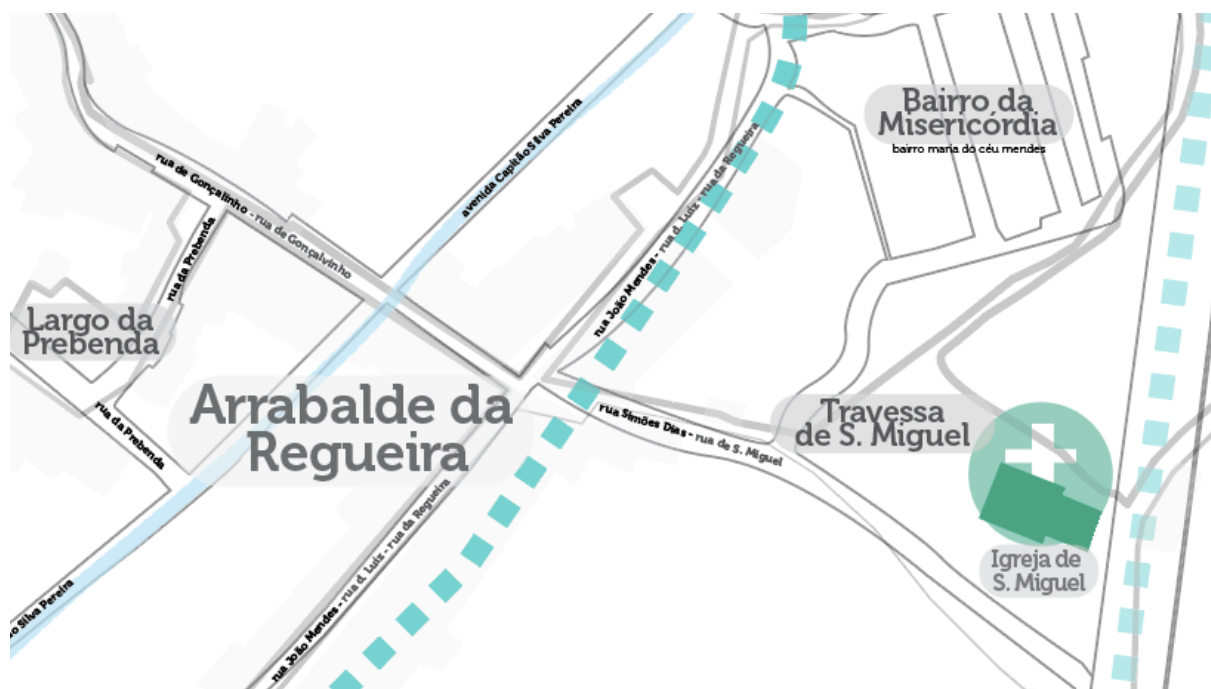 Bairro da
Misericórdia
bairro maria do céu mendes
avenida Capitão Silva Pereira
rua de Gonçalinho - rua de Gonçalvinho
rua da Prebenda
rua João Mendes - rua d. Luiz - rua da Regueira
Largo da
Prebenda
Arrabalde da
Regueira
rua da Prebenda
rua Simões Dias - rua de S. Miguel
Travessa
de S. Miguel
Igreja de
S. Miguel
rua João Mendes - rua d. Luiz - rua da Regueira
o Silva Pereira